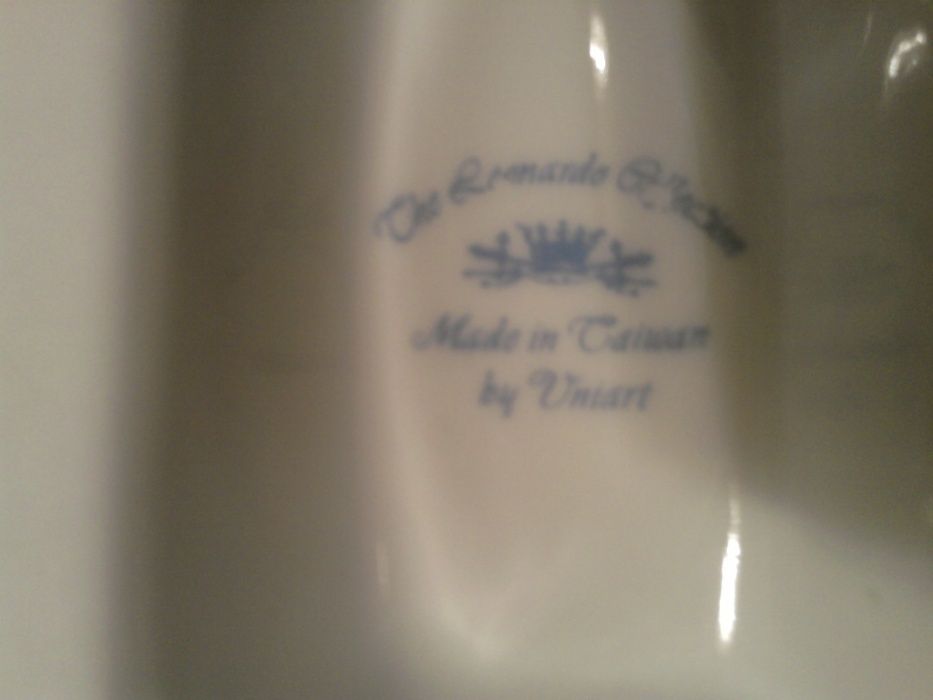 The Leonardo Collection
Made in Taiwan
by Uniart